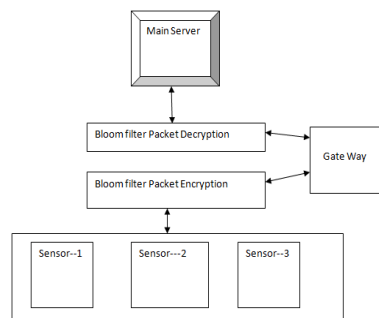 Main Server
Bloom filter Packet Decryption
Gate Way
Bloom filter Packet Encryption
Sensor--1
Sensor---2
Sensor--3